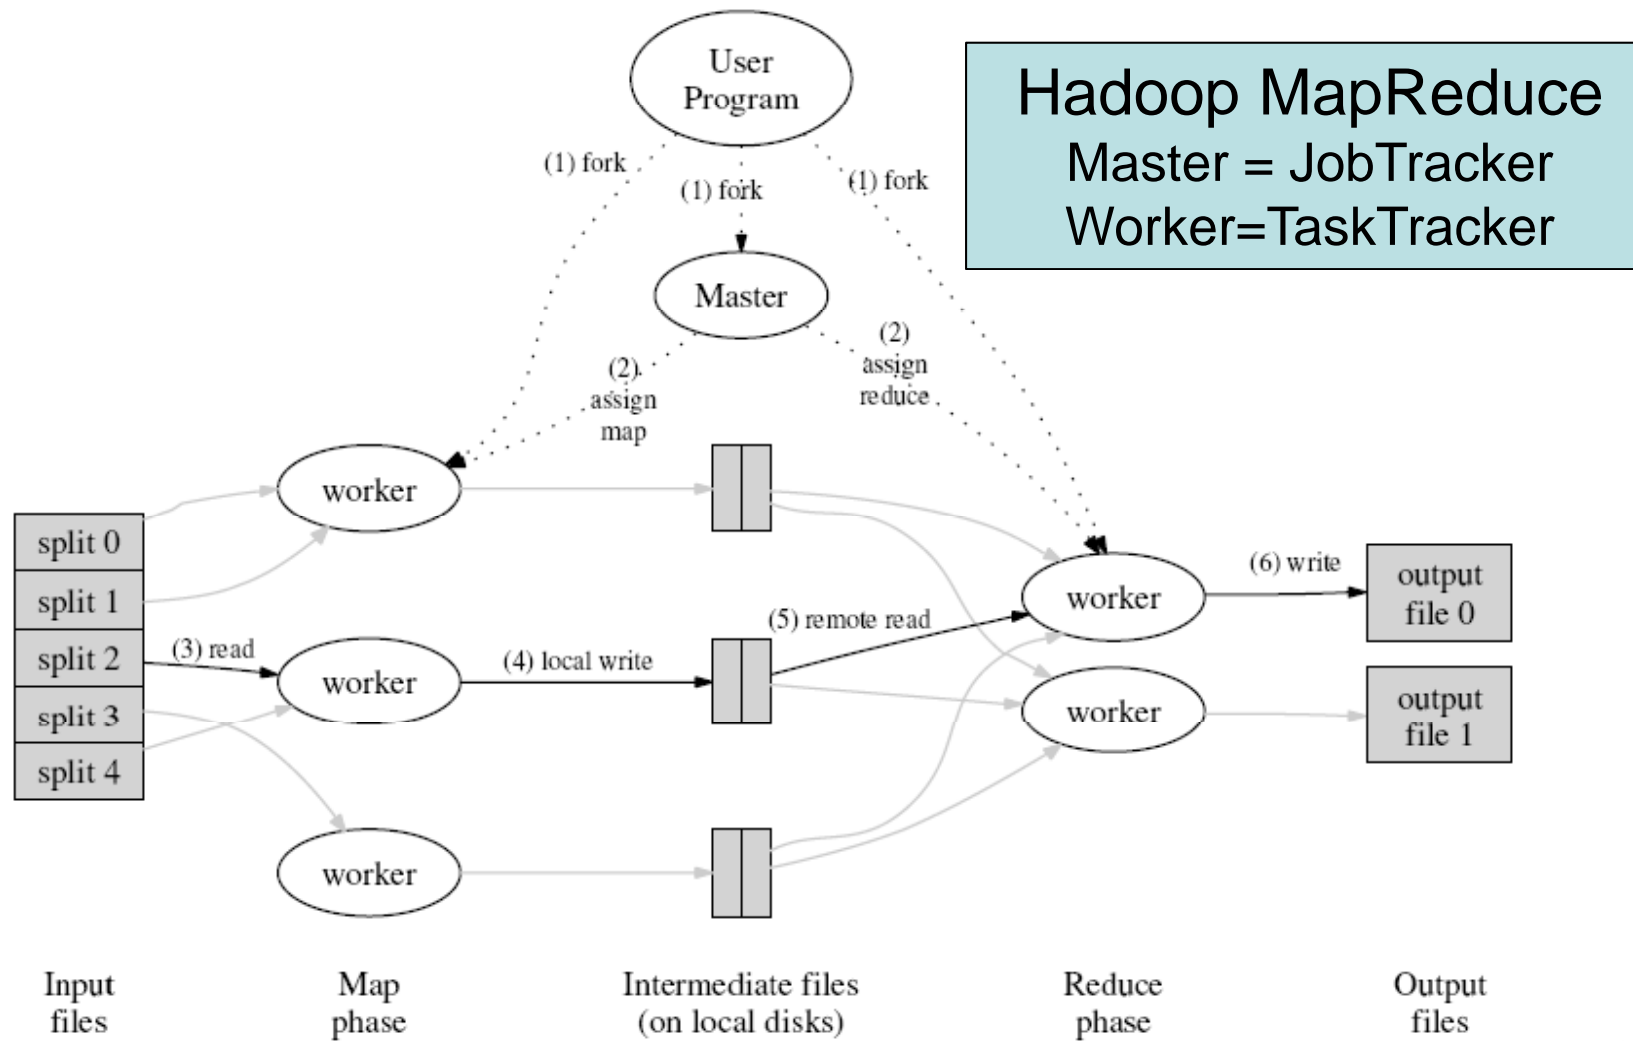 User
Program
Hadoop MapReduce
Master = JobTracker
Worker=TaskTracker
(1) fork
(1) fork
(1) fork
Master
(2)
assign
map
(2)
assign
reduce
worker
split 0
split 1
split 2
split 3
split 4
(3) read
worker
(4) local write
worker
(5) remote read
worker
worker
(6) write
output
file 0
output
file 1
Input
files
Map
phase
Intermediate files
(on local disks)
Reduce
phase
Output
files